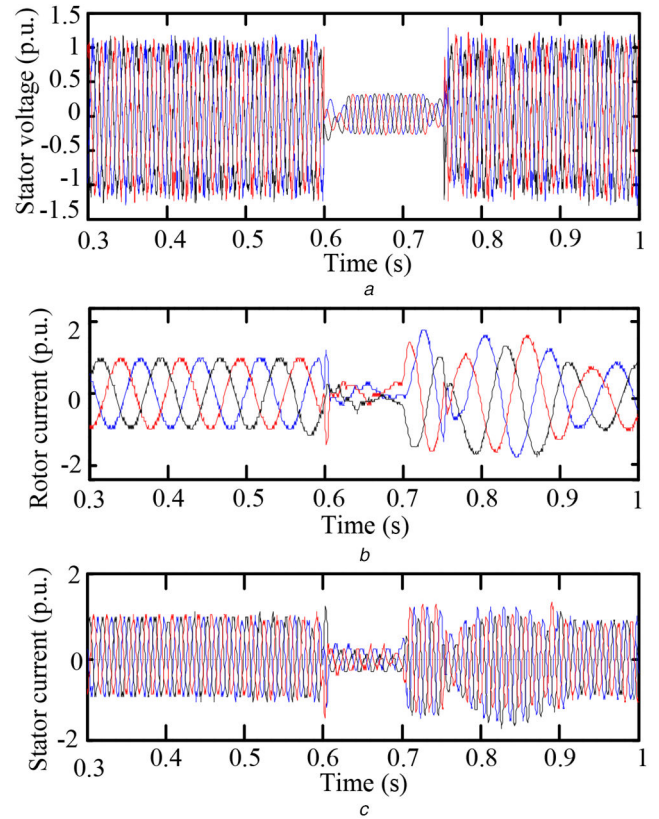 Stator voltage (p.u.)
1.5
1
0.5
0
-0.5
-1
-1.5
0.3 0.4 0.5 0.6 0.7 0.8 0.9 1
Time (s)
a
Rotor current (p.u.)
2
0
-2
0.3 0.4 0.5 0.6 0.7 0.8 0.9 1
Time (s)
b
Stator current (p.u.)
2
0
-2
0.3 0.4 0.5 0.6 0.7 0.8 0.9 1
Time (s)
c